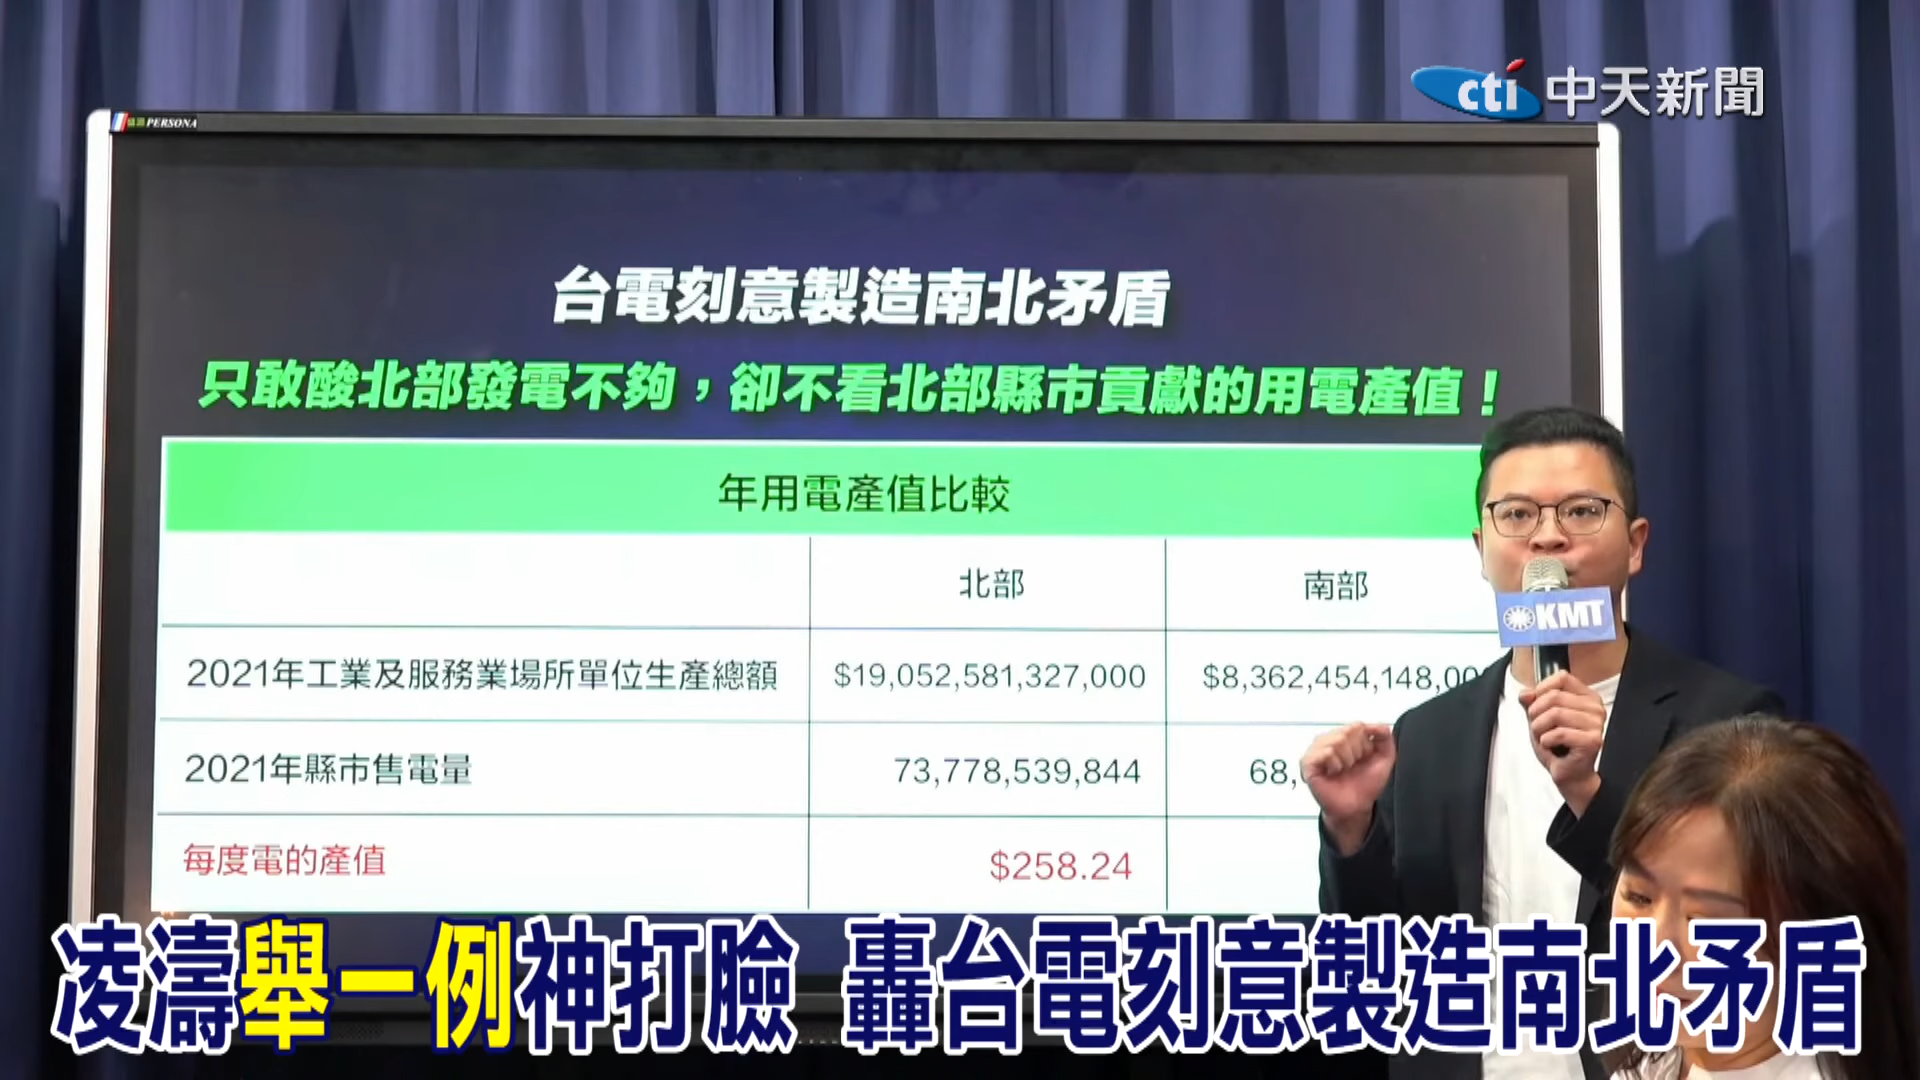 cti 中天新聞
PERSONA
台電刻意製造南北矛盾
只敢酸北部發電不夠，卻不看北部縣市貢獻的用電產值！
年用電產值比較
北部 南部
2021年工業及服務業場所單位生產總額 $19,052,581,327,000 $8,362,454,148,00
2021年縣市售電量 73,778,539,844 68,
每度電的產值 $258.24
KMT
凌濤舉一例神打臉 轟台電刻意製造南北矛盾